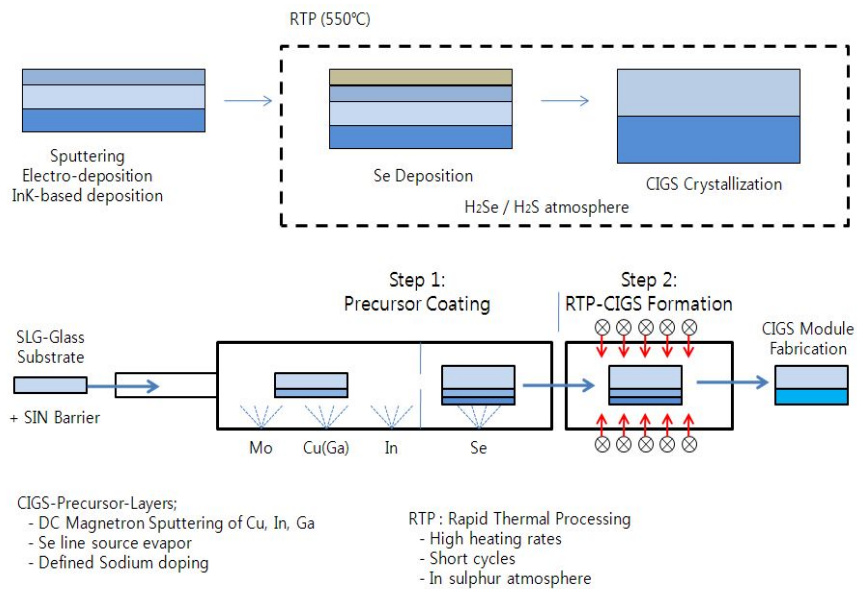 RTP (550℃)
Sputtering
Electro-deposition
InK-based deposition
Se Deposition
CIGS Crystallization
H2Se / H2S atmosphere
Step 1:
Precursor Coating
Step 2:
RTP-CIGS Formation
SLG-Glass
Substrate
+ SIN Barrier
CIGS Module
Fabrication
Mo
Cu(Ga)
In
Se
CIGS-Precursor-Layers;
- DC Magnetron Sputtering of Cu, In, Ga
- Se line source evapor
- Defined Sodium doping
RTP : Rapid Thermal Processing
- High heating rates
- Short cycles
- In sulphur atmosphere